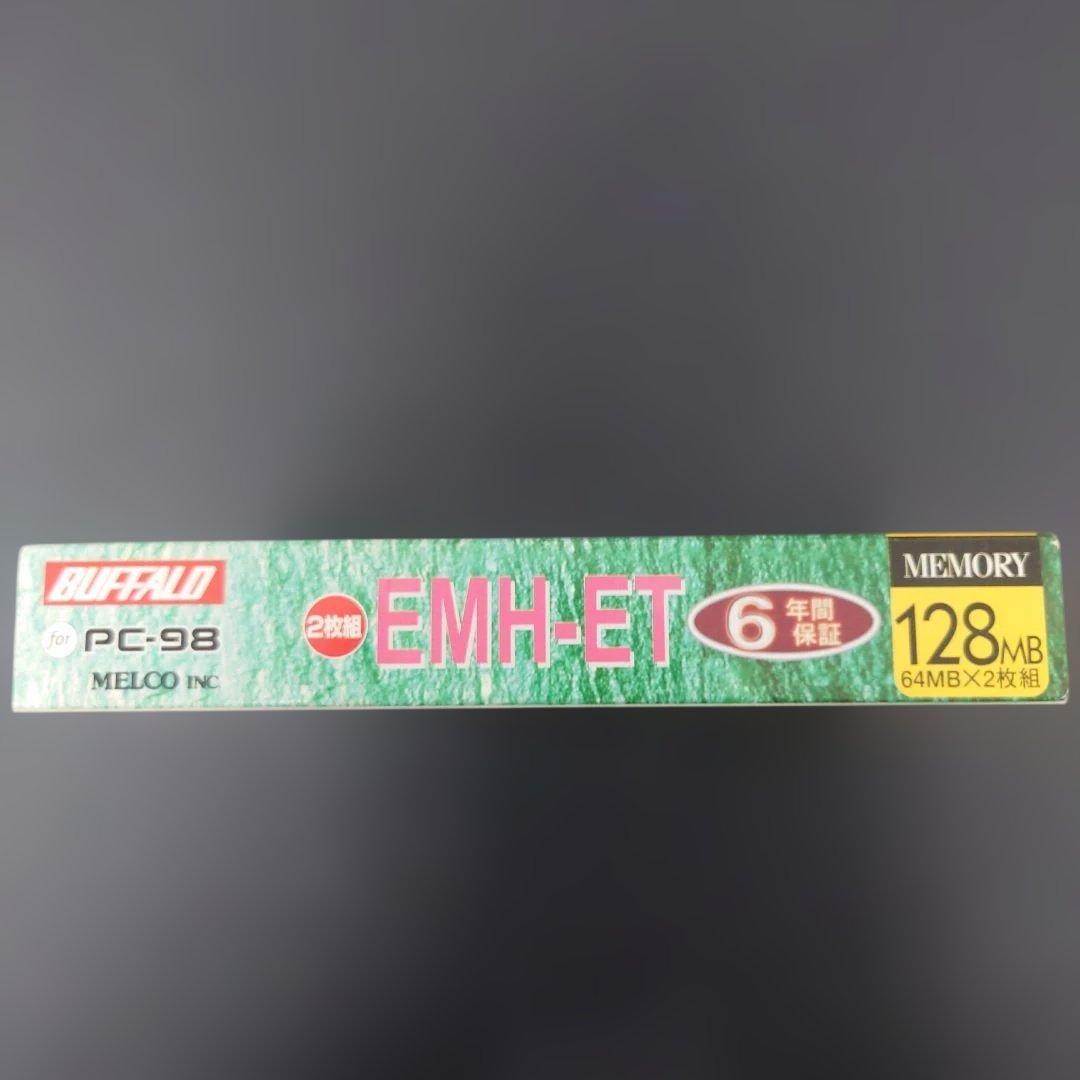 BUFFALO
for PC-98
MELCO INC
2枚組
EMH-ET
6年間
保証
MEMORY
128MB
64MB×2枚組